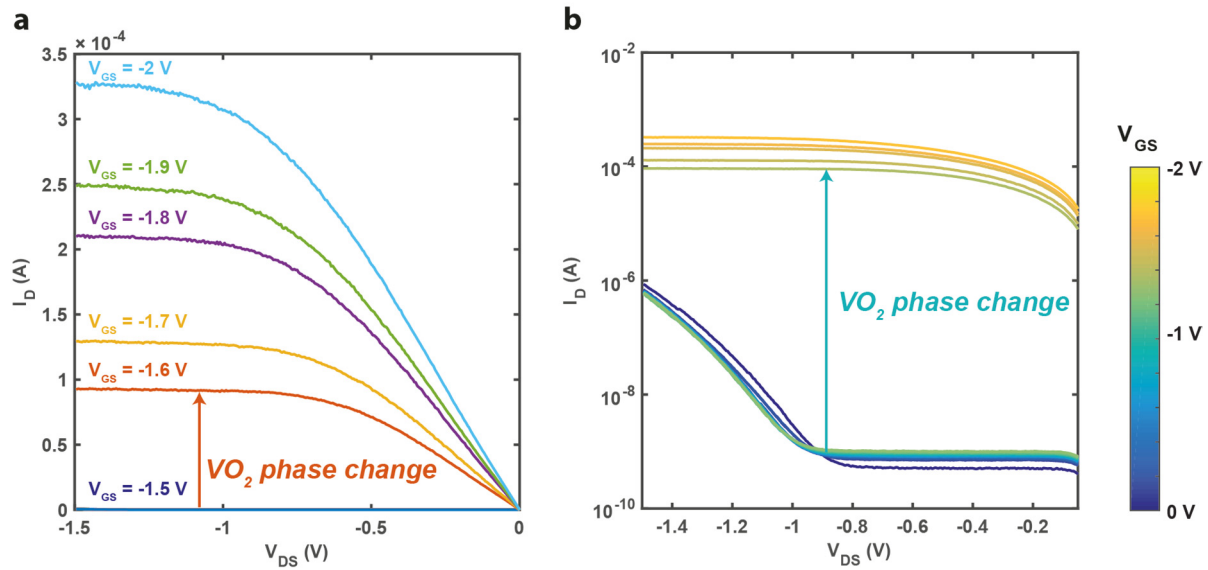 a
× 10⁻⁴
3.5
3
2.5
2
1.5
1
0.5
0
I_D (A)
V_GS = -2 V
V_GS = -1.9 V
V_GS = -1.8 V
V_GS = -1.7 V
V_GS = -1.6 V
VO₂ phase change
V_GS = -1.5 V
-1.5
-1
-0.5
0
V_DS (V)
b
10⁻²
10⁻⁴
10⁻⁶
10⁻⁸
10⁻¹⁰
I_D (A)
VO₂ phase change
-1.4
-1.2
-1
-0.8
-0.6
-0.4
-0.2
V_DS (V)
V_GS
-2 V
-1 V
0 V